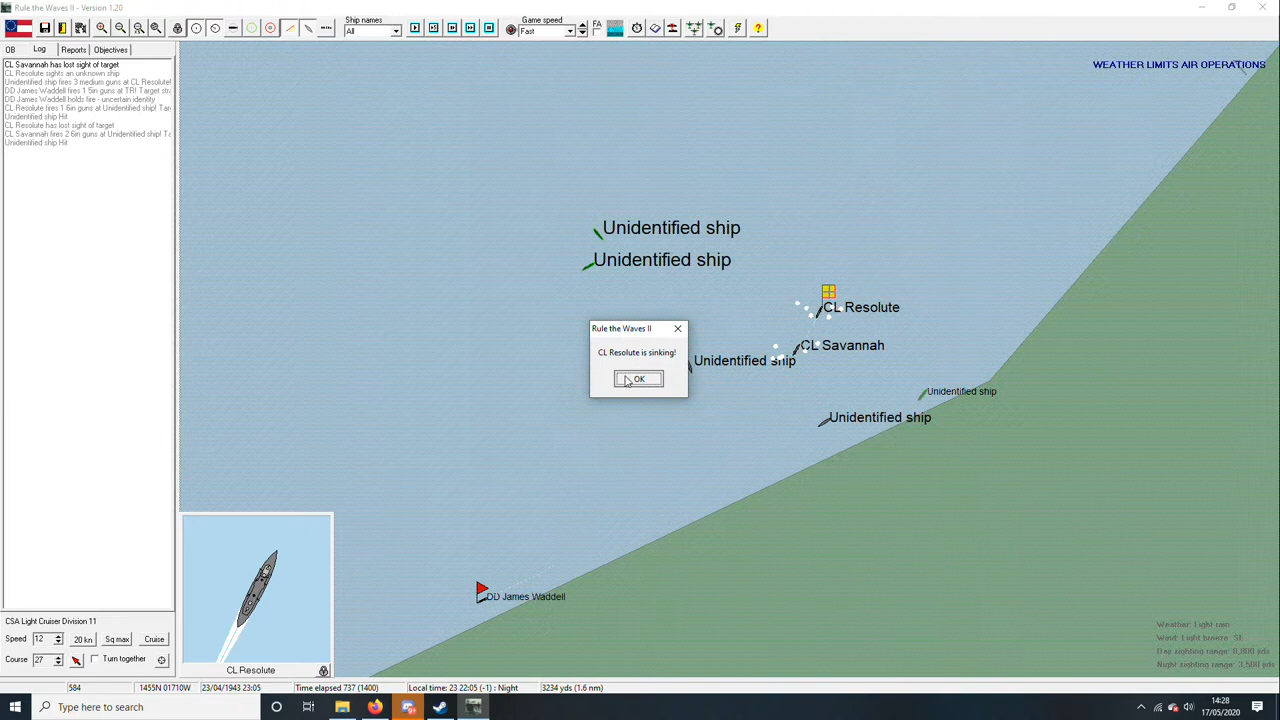 Rule the Waves II - Version 1.20
Ship names
All
Game speed
Fast
FA
OB
Log
Reports
Objectives
CL Savannah has lost sight of target
CL Resolute sights an unknown ship
Unidentified ship fires 3 medium guns at CL Resolute!
DD James Waddell fires 1 5in guns at TR! Target str
DD James Waddell holds fire - uncertain identity
CL Resolute fires 1 6in guns at Unidentified ship! Tar
Unidentified ship Hit
CL Resolute has lost sight of target
CL Savannah fires 2 6in guns at Unidentified ship! Ta
Unidentified ship Hit
WEATHER LIMITS AIR OPERATIONS
Unidentified ship
Unidentified ship
CL Resolute
CL Savannah
Unidentified ship
Unidentified ship
Unidentified ship
DD James Waddell
Rule the Waves II
CL Resolute is sinking!
OK
Weather: Light rain
Wind: Light breeze SE
Day sighting range: 8,800 yds
Night sighting range: 3,500 yds
CSA Light Cruiser Division 11
Speed 12 20 kn Sq max Cruise
Course 27 Turn together
CL Resolute
584
1455N 01710W
23/04/1943 23:05
Time elapsed 737 (1400)
Local time: 23 22:05 (-1) : Night
3234 yds (1.6 nm)
Type here to search
14:28
17/05/2020